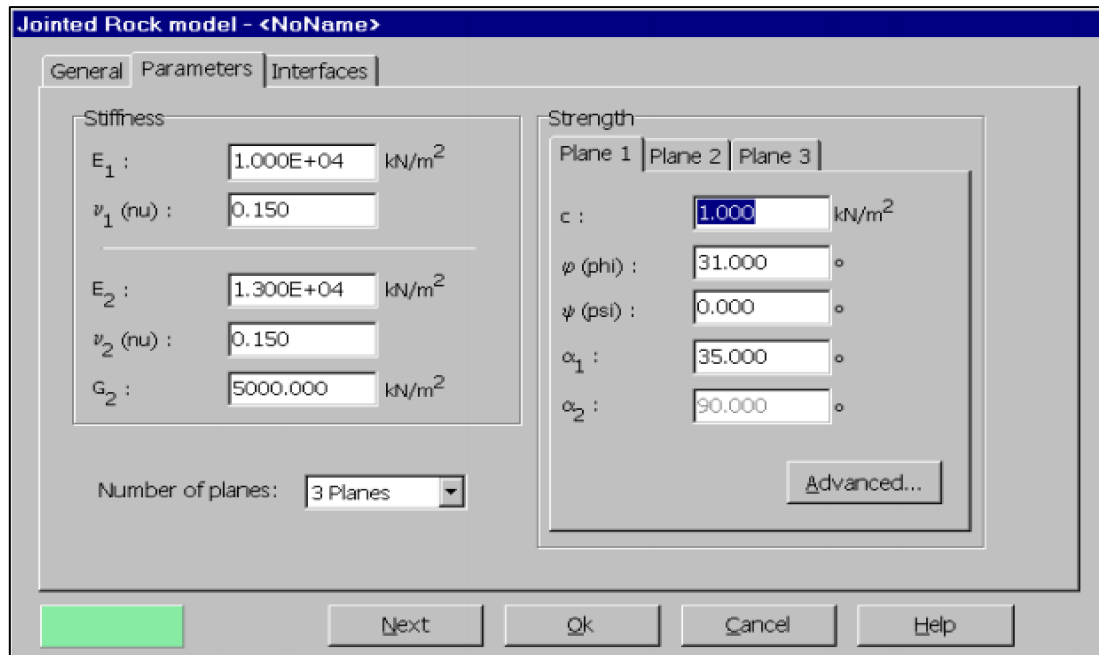 Jointed Rock model - <NoName>
General Parameters Interfaces
Stiffness
E1 : 1.000E+04 kN/m2
ν1 (nu) : 0.150
E2 : 1.300E+04 kN/m2
ν2 (nu) : 0.150
G2 : 5000.000 kN/m2
Number of planes: 3 Planes
Strength
Plane 1 Plane 2 Plane 3
c : 1.000 kN/m2
φ (phi) : 31.000 °
ψ (psi) : 0.000 °
α1 : 35.000 °
α2 : 90.000 °
Advanced...
Next Ok Cancel Help